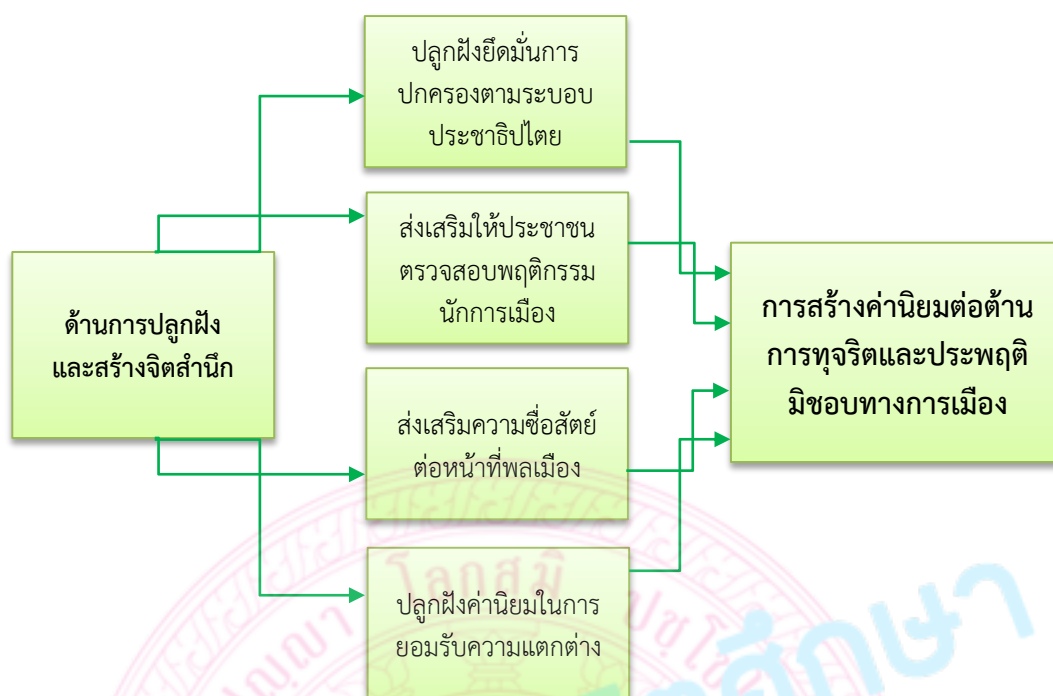 ปลูกฝังยึดมั่นการ
ปกครองตามระบอบ
ประชาธิปไตย
ส่งเสริมให้ประชาชน
ตรวจสอบพฤติกรรม
นักการเมือง
ด้านการปลูกฝัง
และสร้างจิตสำนึก
การสร้างค่านิยมต่อต้าน
การทุจริตและประพฤติ
มิชอบทางการเมือง
ส่งเสริมความซื่อสัตย์
ต่อหน้าที่พลเมือง
ปลูกฝังค่านิยมในการ
ยอมรับความแตกต่าง
โลกสฺมิ